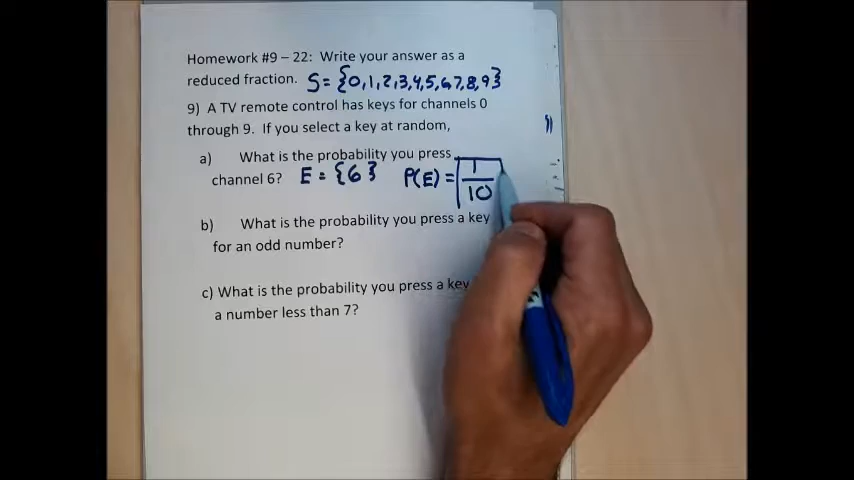 Homework #9 – 22: Write your answer as a
reduced fraction. S = {0,1,2,3,4,5,6,7,8,9}
9) A TV remote control has keys for channels 0
through 9. If you select a key at random,
a) What is the probability you press
channel 6? E = {6} P(E) = 1/10
b) What is the probability you press a key
for an odd number?
c) What is the probability you press a key
a number less than 7?